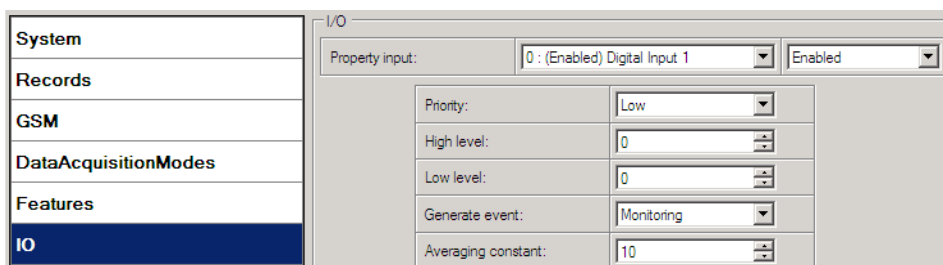 System
Records
GSM
DataAcquisitionModes
Features
IO
I/O
Property input: 0 : (Enabled) Digital Input 1 Enabled
Priority: Low
High level: 0
Low level: 0
Generate event: Monitoring
Averaging constant: 10